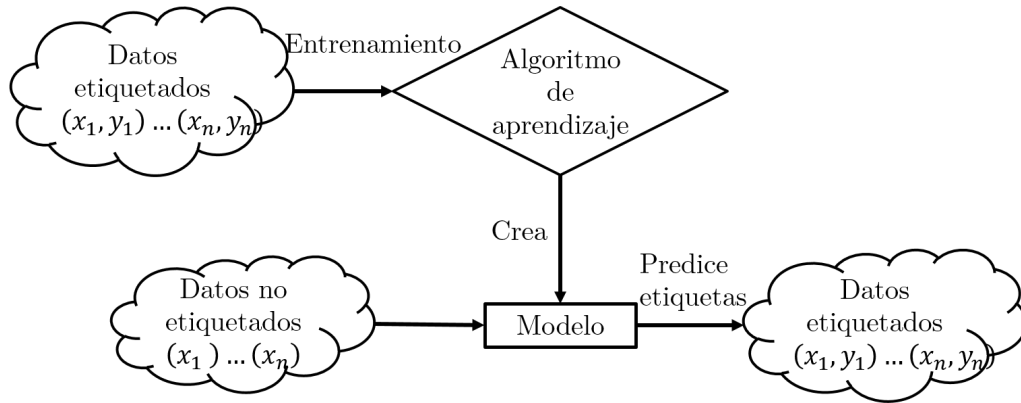 Datos
etiquetados
(x₁, y₁) … (xₙ, yₙ)
Entrenamiento
Algoritmo
de
aprendizaje
Crea
Datos no
etiquetados
(x₁ ) … (xₙ)
Modelo
Predice
etiquetas
Datos
etiquetados
(x₁, y₁) … (xₙ, yₙ)